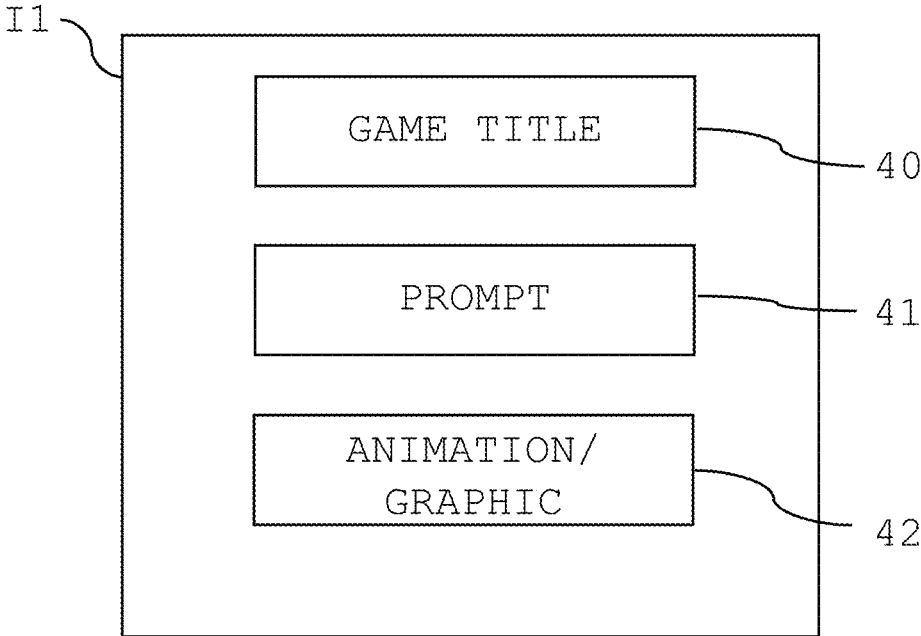 I1
GAME TITLE
40
PROMPT
41
ANIMATION/
GRAPHIC
42